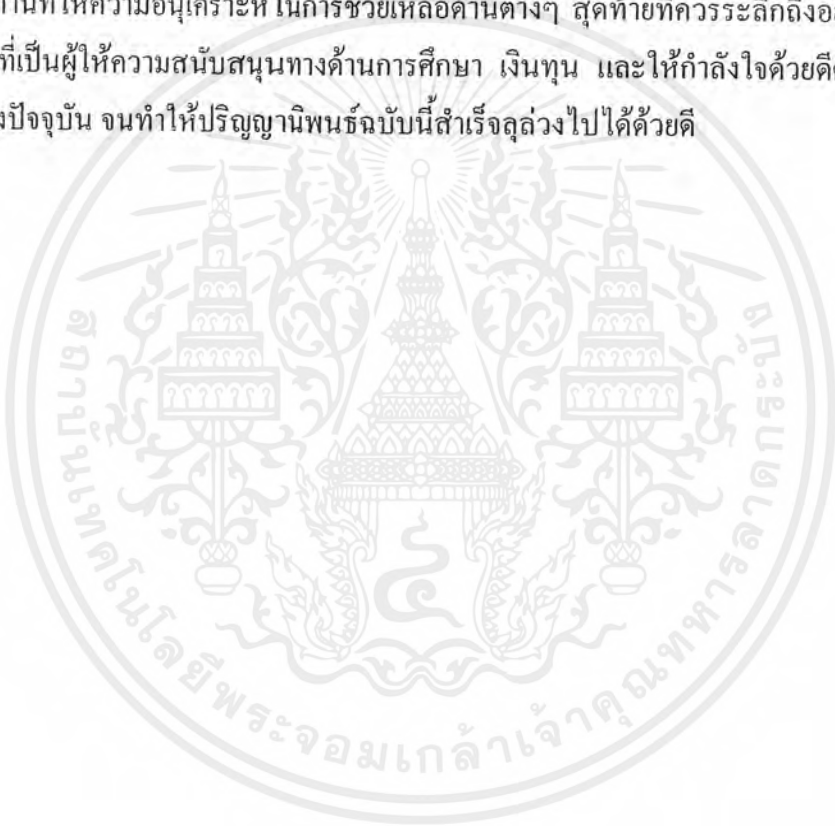 ท่านที่ให้ความอนุเคราะห์ในการช่วยเหลือด้านต่างๆ สุดท้ายที่ควรระลึกถึง
ที่เป็นผู้ให้ความสนับสนุนทางด้านการศึกษา เงินทุน และให้กำลังใจด้วยดี
ปัจจุบัน จนทำให้ปริญญานิพนธ์ฉบับนี้สำเร็จลุล่วงไปได้ด้วยดี
สถาบันเทคโนโลยีพระจอมเกล้าเจ้าคุณทหารลาดกระบัง